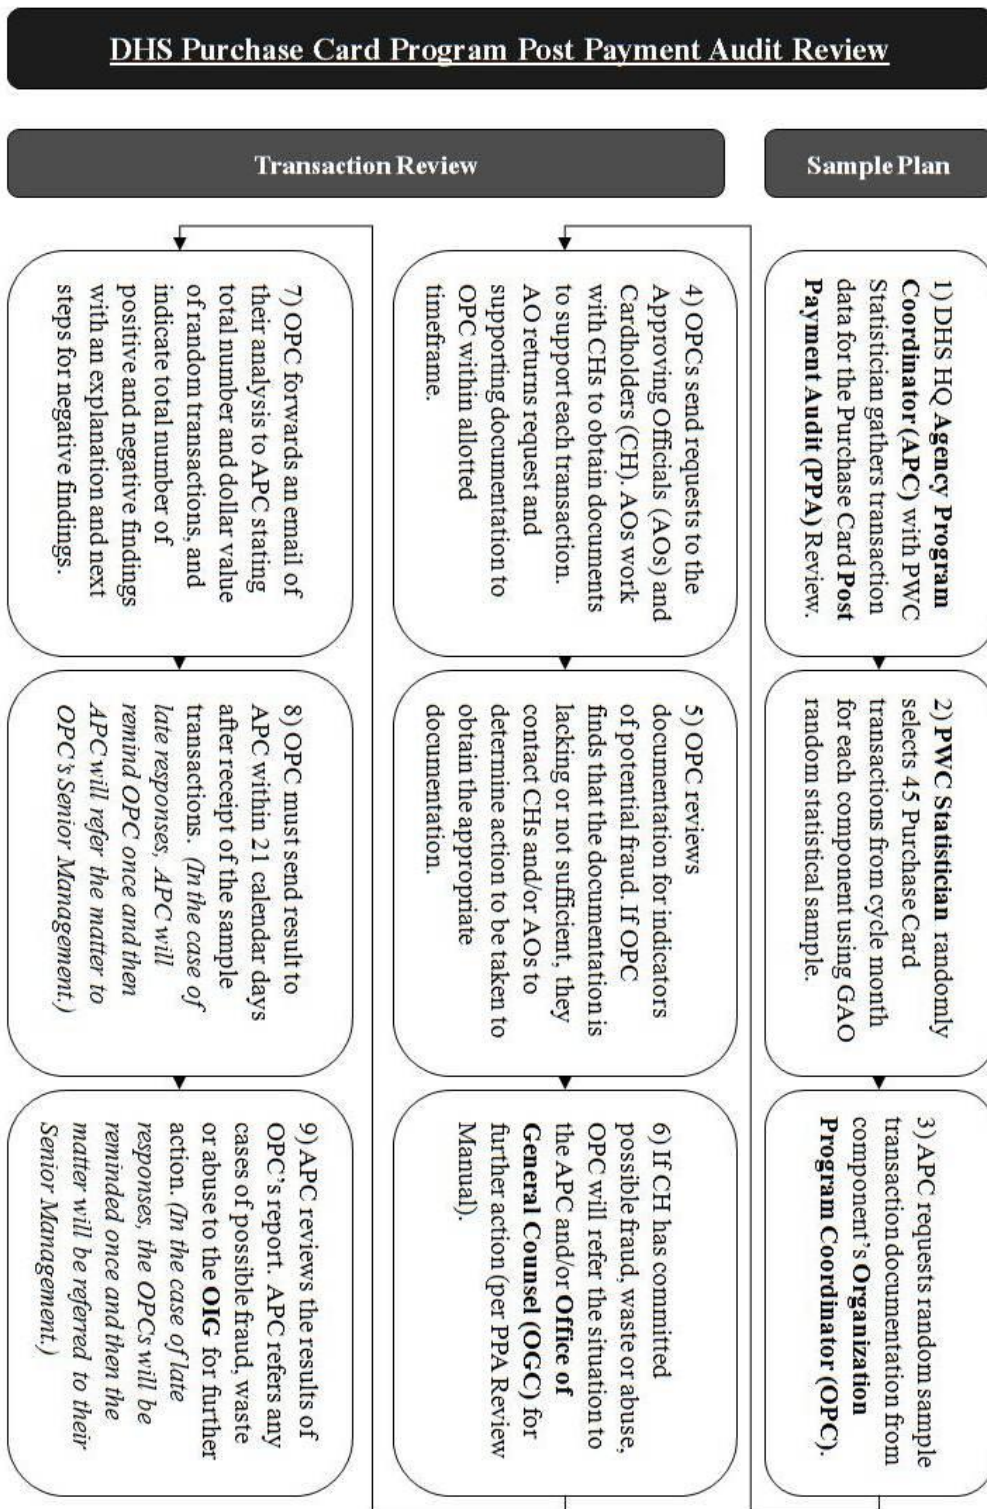 DHS Purchase Card Program Post Payment Audit Review
Sample Plan
1) DHS HQ Agency Program
Coordinator (APC) with PWC
Statistician gathers transaction
data for the Purchase Card Post
Payment Audit (PPA) Review.
2) PWC Statistician randomly
selects 45 Purchase Card
transactions from cycle month
for each component using GAO
random statistical sample.
3) APC requests random sample
transaction documentation from
component's Organization
Program Coordinator (OPC).
Transaction Review
4) OPCs send requests to the
Approving Officials (AOs) and
Cardholders (CH). AOs work
with CHs to obtain documents
to support each transaction.
AO returns request and
supporting documentation to
OPC within allotted
timeframe.
5) OPC reviews
documentation for indicators
of potential fraud. If OPC
finds that the documentation is
lacking or not sufficient, they
contact CHs and/or AOs to
determine action to be taken to
obtain the appropriate
documentation.
6) If CH has committed
possible fraud, waste or abuse,
OPC will refer the situation to
the APC and/or Office of
General Counsel (OGC) for
further action (per PPA Review
Manual).
7) OPC forwards an email of
their analysis to APC stating
total number and dollar value
of random transactions, and
indicate total number of
positive and negative findings
with an explanation and next
steps for negative findings.
8) OPC must send result to
APC within 21 calendar days
after receipt of the sample
transactions. (In the case of
late responses, APC will
remind OPC once and then
APC will refer the matter to
OPC's Senior Management.)
9) APC reviews the results of
OPC's report. APC refers any
cases of possible fraud, waste
or abuse to the OIG for further
action. (In the case of late
responses, the OPCs will be
reminded once and then the
matter will be referred to their
Senior Management.)